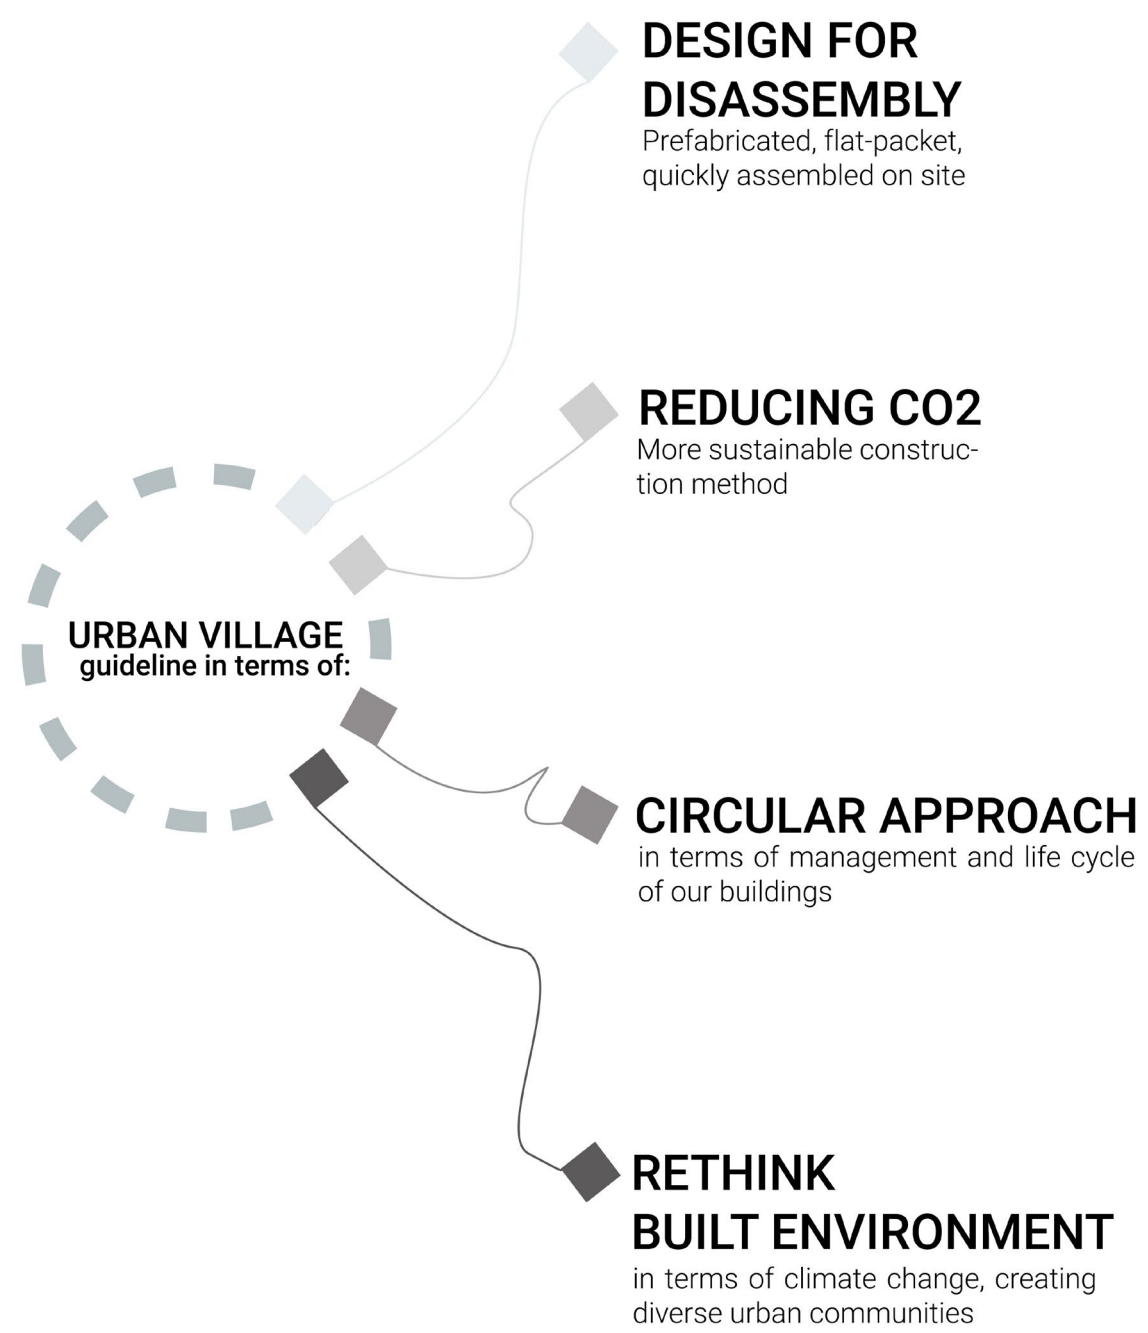 DESIGN FOR
DISASSEMBLY
Prefabricated, flat-packet,
quickly assembled on site
REDUCING CO2
More sustainable construc-
tion method
URBAN VILLAGE
guideline in terms of:
CIRCULAR APPROACH
in terms of management and life cycle
of our buildings
RETHINK
BUILT ENVIRONMENT
in terms of climate change, creating
diverse urban communities